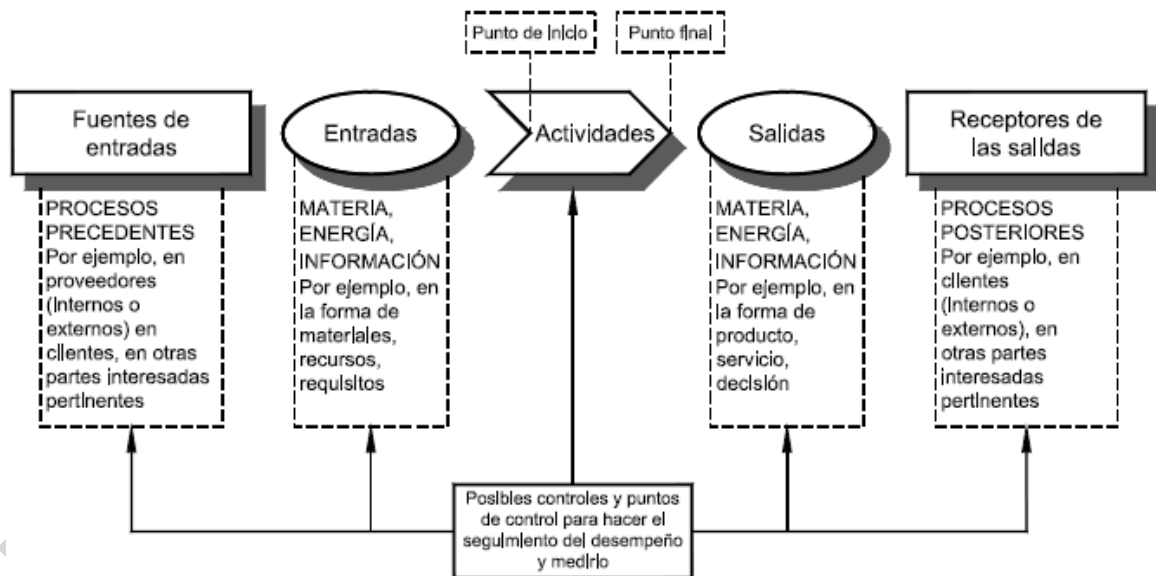 Punto de inicio
Punto final
Fuentes de
entradas
Entradas
Actividades
Salidas
Receptores de
las salidas
PROCESOS
PRECEDENTES
Por ejemplo, en
proveedores
(internos o
externos) en
clientes, en otras
partes interesadas
pertinentes
MATERIA,
ENERGÍA,
INFORMACIÓN
Por ejemplo, en
la forma de
materiales,
recursos,
requisitos
MATERIA,
ENERGÍA,
INFORMACIÓN
Por ejemplo, en
la forma de
producto,
servicio,
decisión
PROCESOS
POSTERIORES
Por ejemplo, en
clientes
(internos o
externos), en
otras partes
interesadas
pertinentes
Posibles controles y puntos
de control para hacer el
seguimiento del desempeño
y medirlo